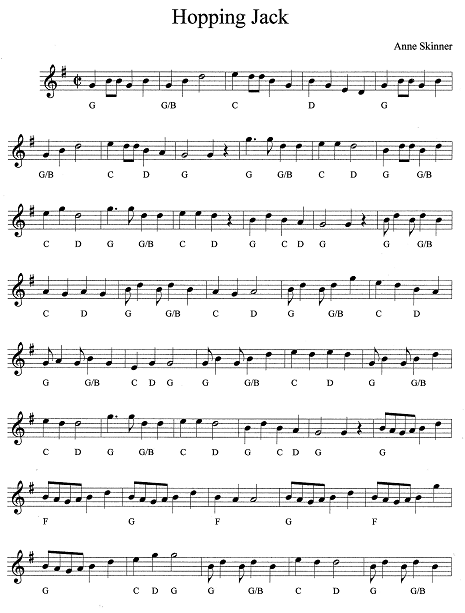 Hopping Jack
Anne Skinner
G G/B C D G
G/B C D G G G/B C D G G/B
C D G G/B C D G C D G G G/B
C D G G G/B C D G G/B C D
G G/B C D G G G/B C D G
C D G G/B C D G G/B C D G G
F G F G F
G C D G G G/B C D G G/B